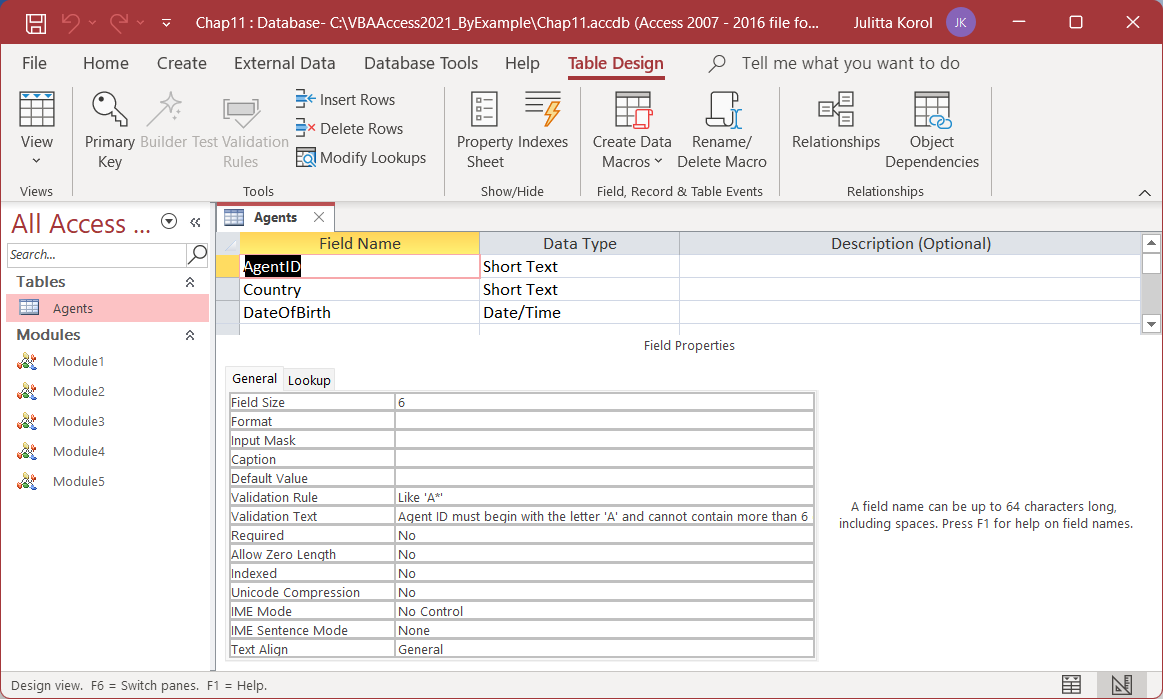 Chap11 : Database- C:\VBAAccess2021_ByExample\Chap11.accdb (Access 2007 - 2016 file fo... Julitta Korol JK
File Home Create External Data Database Tools Help Table Design Tell me what you want to do
View
Views
Primary Key
Builder
Test Validation Rules
Insert Rows
Delete Rows
Modify Lookups
Tools
Property Sheet
Indexes
Show/Hide
Create Data Macros
Rename/ Delete Macro
Field, Record & Table Events
Relationships
Object Dependencies
Relationships
All Access ...
Search...
Tables
Agents
Modules
Module1
Module2
Module3
Module4
Module5
Agents
Field Name Data Type Description (Optional)
AgentID Short Text
Country Short Text
DateOfBirth Date/Time
Field Properties
General Lookup
Field Size 6
Format
Input Mask
Caption
Default Value
Validation Rule Like 'A*'
Validation Text Agent ID must begin with the letter 'A' and cannot contain more than 6
Required No
Allow Zero Length No
Indexed No
Unicode Compression No
IME Mode No Control
IME Sentence Mode None
Text Align General
A field name can be up to 64 characters long,
including spaces. Press F1 for help on field names.
Design view. F6 = Switch panes. F1 = Help.